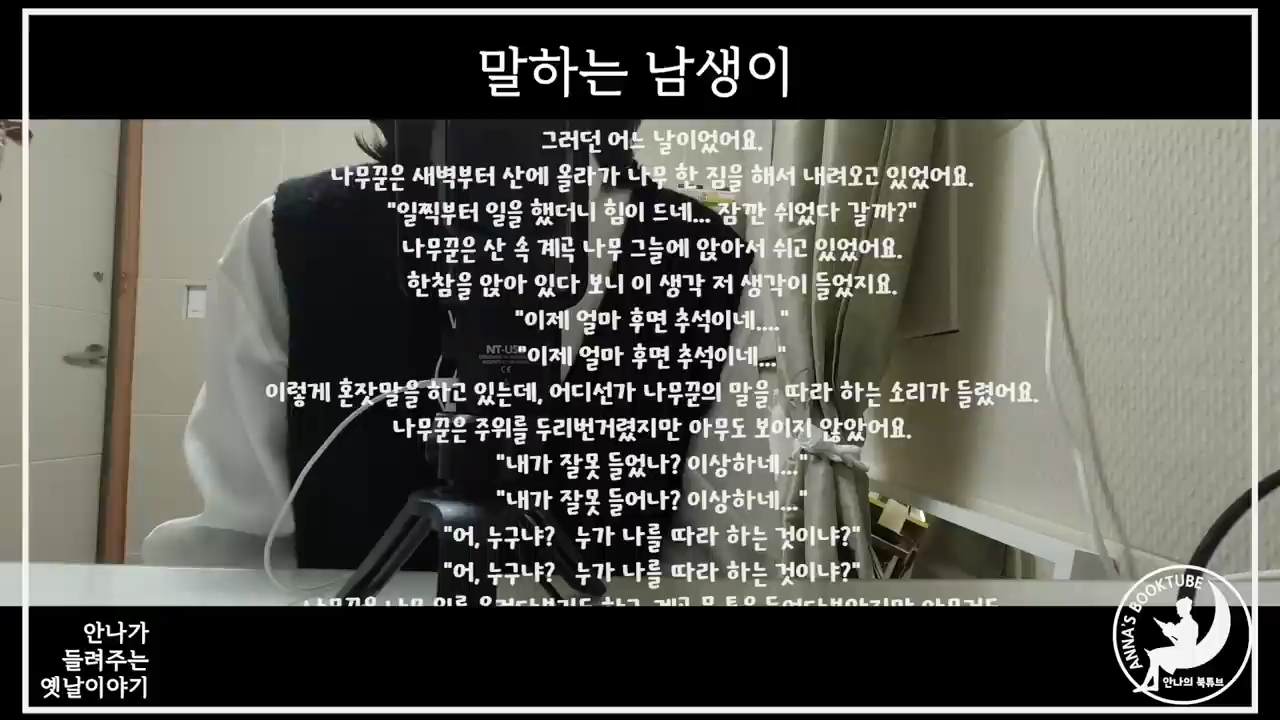 말하는 남생이
그러던 어느 날이었어요.
나무꾼은 새벽부터 산에 올라가 나무 한 짐을 해서 내려오고 있었어요.
"일찍부터 일을 했더니 힘이 드네... 잠깐 쉬었다 갈까?"
나무꾼은 산 속 계곡 나무 그늘에 앉아서 쉬고 있었어요.
한참을 앉아 있다 보니 이 생각 저 생각이 들었지요.
"이제 얼마 후면 추석이네...."
"이제 얼마 후면 추석이네..."
이렇게 혼잣말을 하고 있는데, 어디선가 나무꾼의 말을 따라 하는 소리가 들렸어요.
나무꾼은 주위를 두리번거렸지만 아무도 보이지 않았어요.
"내가 잘못 들었나? 이상하네..."
"내가 잘못 들어나? 이상하네..."
"어, 누구냐? 누가 나를 따라 하는 것이냐?"
"어, 누구냐? 누가 나를 따라 하는 것이냐?"
NT-US
안나가
들려주는
옛날이야기
ANNA'S BOOKTUBE
안나의 북튜브